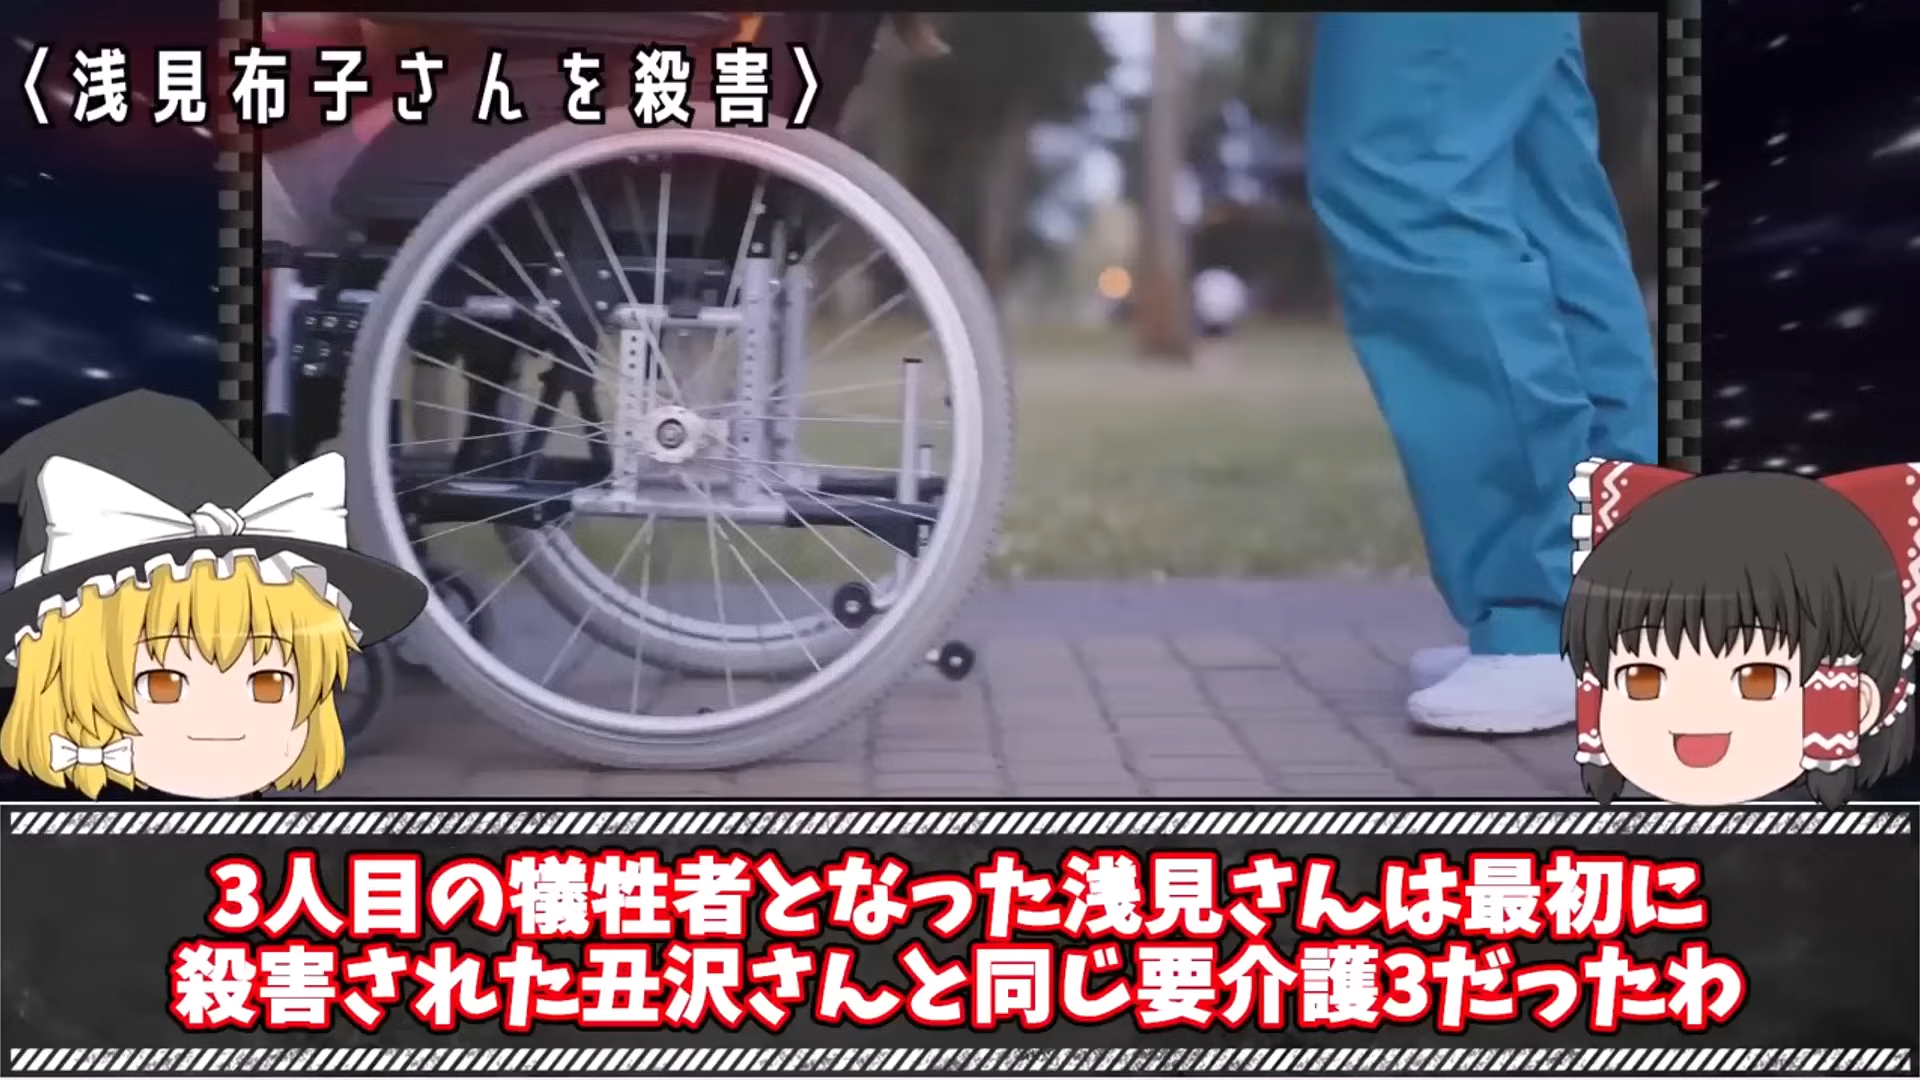 〈浅見布子さんを殺害〉
3人目の犠牲者となった浅見さんは最初に
殺害された丑沢さんと同じ要介護3だったわ